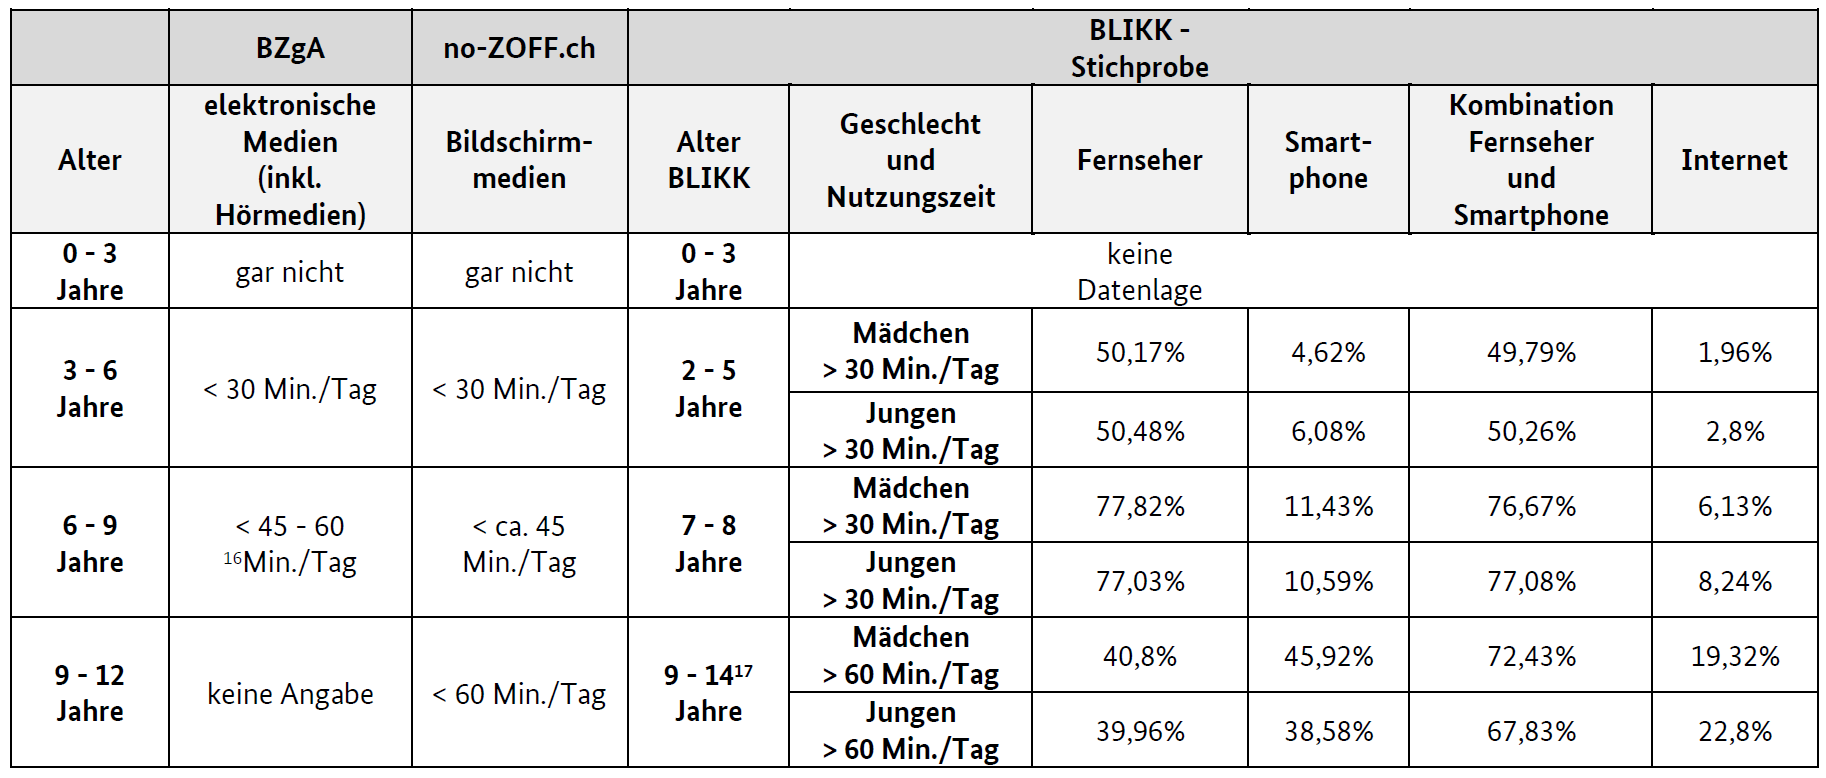 BZgA
no-ZOFF.ch
BLIKK -
Stichprobe
Alter
elektronische
Medien
(inkl.
Hörmedien)
Bildschirm-
medien
Alter
BLIKK
Geschlecht
und
Nutzungszeit
Fernseher
Smart-
phone
Kombination
Fernseher
und
Smartphone
Internet
0 - 3
Jahre
gar nicht
gar nicht
0 - 3
Jahre
keine
Datenlage
3 - 6
Jahre
< 30 Min./Tag
< 30 Min./Tag
2 - 5
Jahre
Mädchen
> 30 Min./Tag
50,17%
4,62%
49,79%
1,96%
Jungen
> 30 Min./Tag
50,48%
6,08%
50,26%
2,8%
6 - 9
Jahre
< 45 - 60
16Min./Tag
< ca. 45
Min./Tag
7 - 8
Jahre
Mädchen
> 30 Min./Tag
77,82%
11,43%
76,67%
6,13%
Jungen
> 30 Min./Tag
77,03%
10,59%
77,08%
8,24%
9 - 12
Jahre
keine Angabe
< 60 Min./Tag
9 - 1417
Jahre
Mädchen
> 60 Min./Tag
40,8%
45,92%
72,43%
19,32%
Jungen
> 60 Min./Tag
39,96%
38,58%
67,83%
22,8%